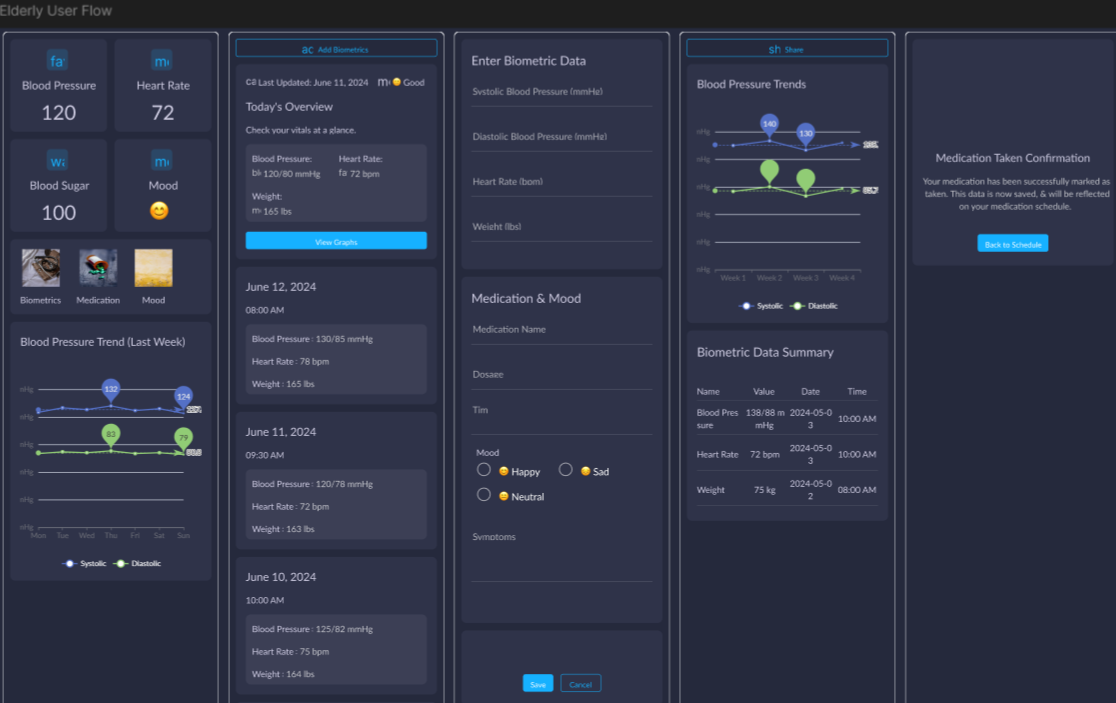 Elderly User Flow
fa
Blood Pressure
120
m
Heart Rate
72
wa
Blood Sugar
100
m
Mood
Biometrics
Medication
Mood
Blood Pressure Trend (Last Week)
mHg
132
124
mHg
mHg
83
79
mHg
mHg
mHg
Mon Tue Wed Thu Fri Sat Sun
Systolic Diastolic
ac Add Biometrics
Last Updated: June 11, 2024
Good
Today's Overview
Check your vitals at a glance.
Blood Pressure:
120/80 mmHg
Heart Rate:
fa 72 bpm
Weight:
165 lbs
View Graphs
June 12, 2024
08:00 AM
Blood Pressure : 130/85 mmHg
Heart Rate : 78 bpm
Weight : 165 lbs
June 11, 2024
09:30 AM
Blood Pressure : 120/78 mmHg
Heart Rate : 72 bpm
Weight : 163 lbs
June 10, 2024
10:00 AM
Blood Pressure : 125/82 mmHg
Heart Rate : 75 bpm
Weight : 164 lbs
Enter Biometric Data
Systolic Blood Pressure (mmHg)
Diastolic Blood Pressure (mmHg)
Heart Rate (bpm)
Weight (lbs)
Medication & Mood
Medication Name
Dosage
Tim
Mood
Happy
Sad
Neutral
Symptoms
Save
Cancel
sh Share
Blood Pressure Trends
140
130
mHg
mHg
mHg
mHg
mHg
mHg
Week 1 Week 2 Week 3 Week 4
Systolic Diastolic
Biometric Data Summary
Name Value Date Time
Blood Pres
sure
138/88 m
mHg
2024-05-0
3
10:00 AM
Heart Rate
72 bpm
2024-05-0
3
10:00 AM
Weight
75 kg
2024-05-0
2
08:00 AM
Medication Taken Confirmation
Your medication has been successfully marked as
taken. This data is now saved, & will be reflected
on your medication schedule.
Back to Schedule